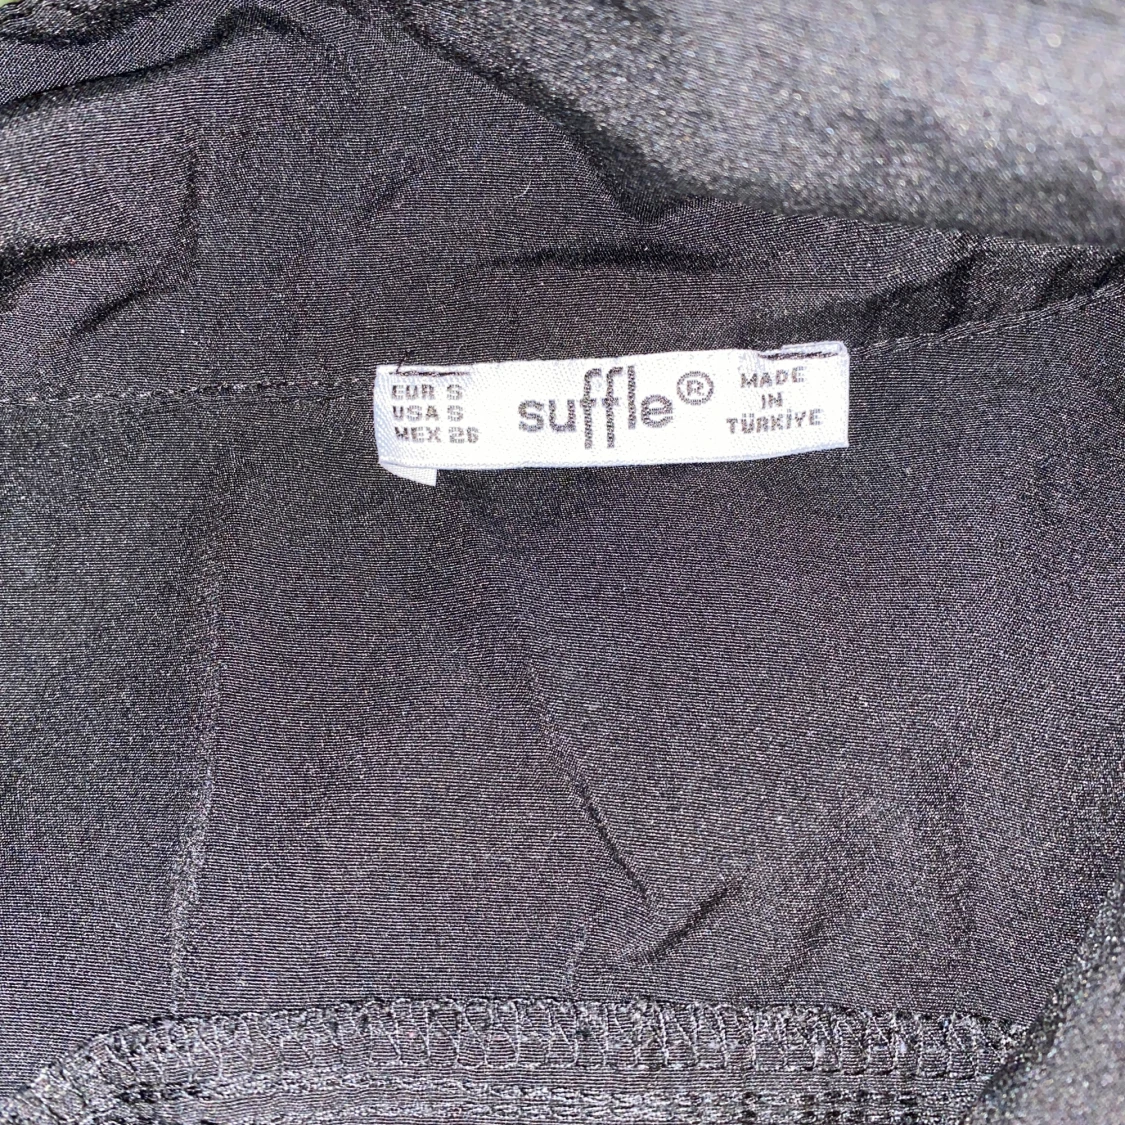 EUR S
USA S
MEX 26
suffle®
MADE
IN
TÜRKİYE